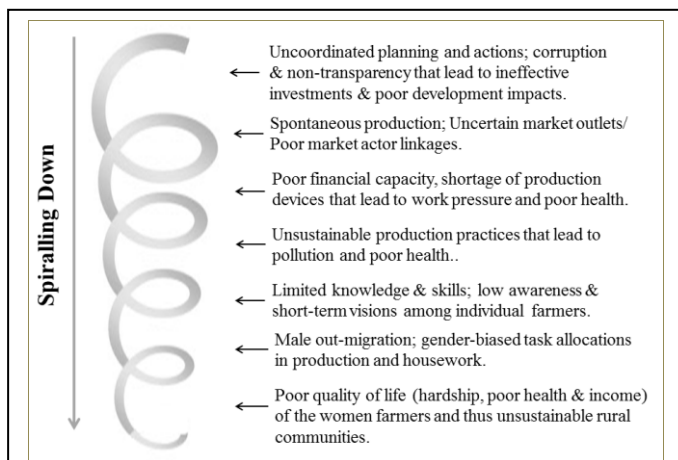 Spiralling Down
Uncoordinated planning and actions; corruption
& non-transparency that lead to ineffective
investments & poor development impacts.
Spontaneous production; Uncertain market outlets/
Poor market actor linkages.
Poor financial capacity, shortage of production
devices that lead to work pressure and poor health.
Unsustainable production practices that lead to
pollution and poor health..
Limited knowledge & skills; low awareness &
short-term visions among individual farmers.
Male out-migration; gender-biased task allocations
in production and housework.
Poor quality of life (hardship, poor health & income)
of the women farmers and thus unsustainable rural
communities.